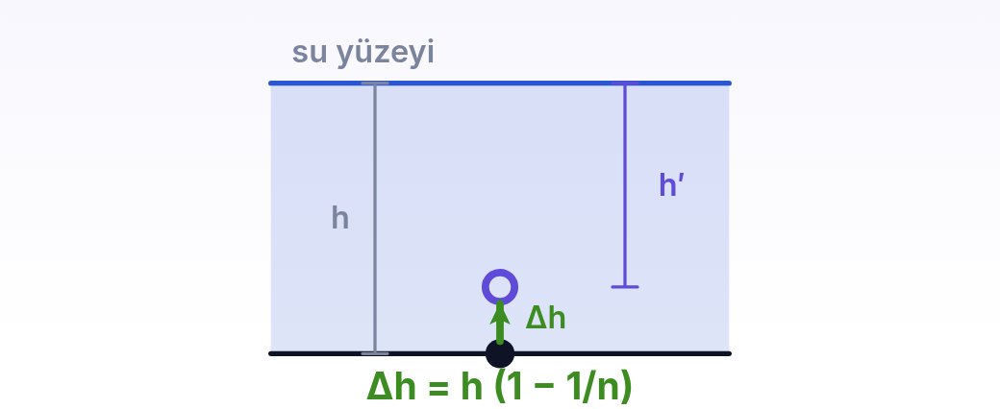 su yüzeyi
h′
h
Δh
Δh = h (1 − 1/n)